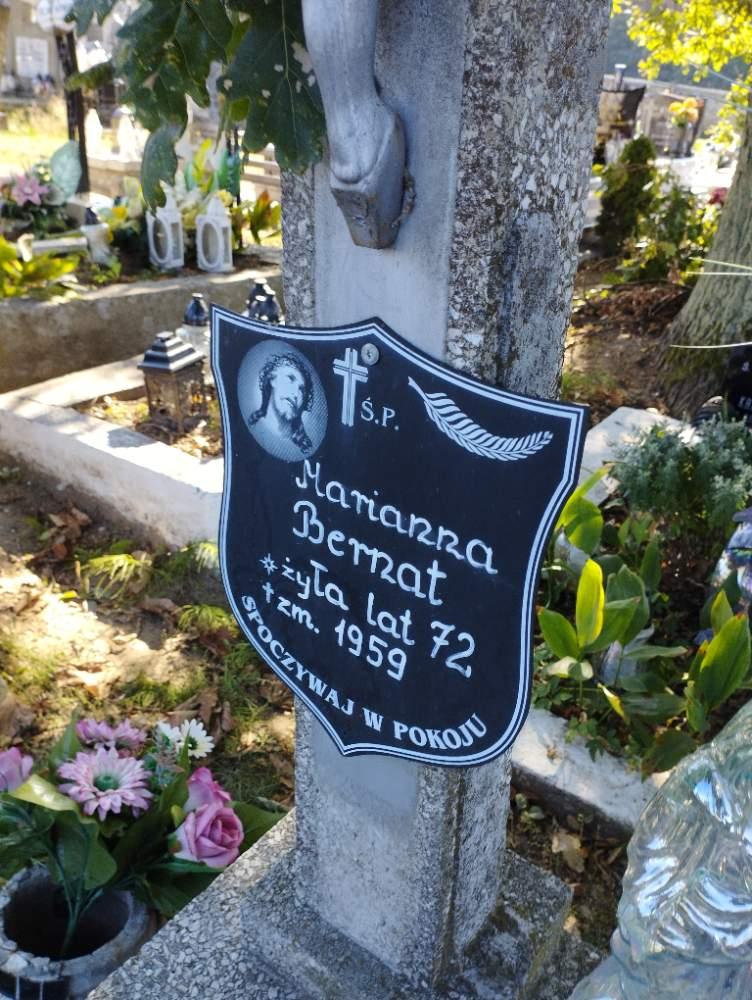 Ś.P.
Marianna
Bernat
żyła lat 72
zm. 1959
SPOCZYWAJ W POKOJU